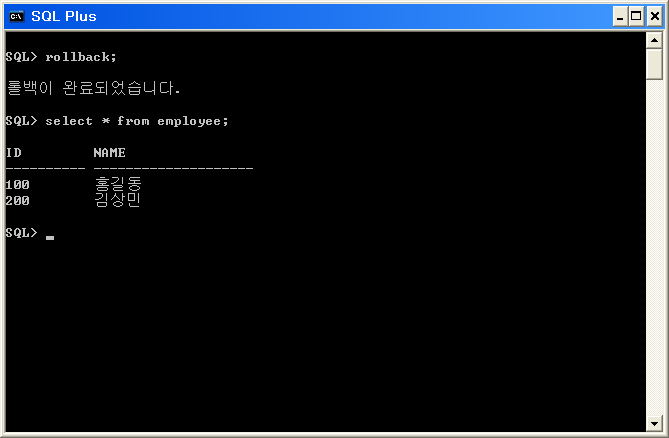 SQL Plus
SQL> rollback;
롤백이 완료되었습니다.
SQL> select * from employee;
ID         NAME
---------- --------------------
100        홍길동
200        김상민
SQL>